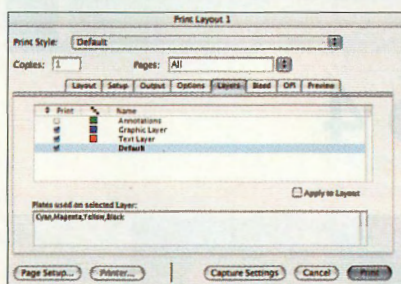 Print Layout 1
Print Style: Default
Copies: 1 Pages: All
Layout Setup Output Options Layers Bleed OPI Preview
Print Name
Annotations
Graphic Layer
Text Layer
Default
Apply to Layout
Plates used on selected Layer:
Cyan,Magenta,Yellow,Black
Page Setup... Printer... Capture Settings Cancel Print